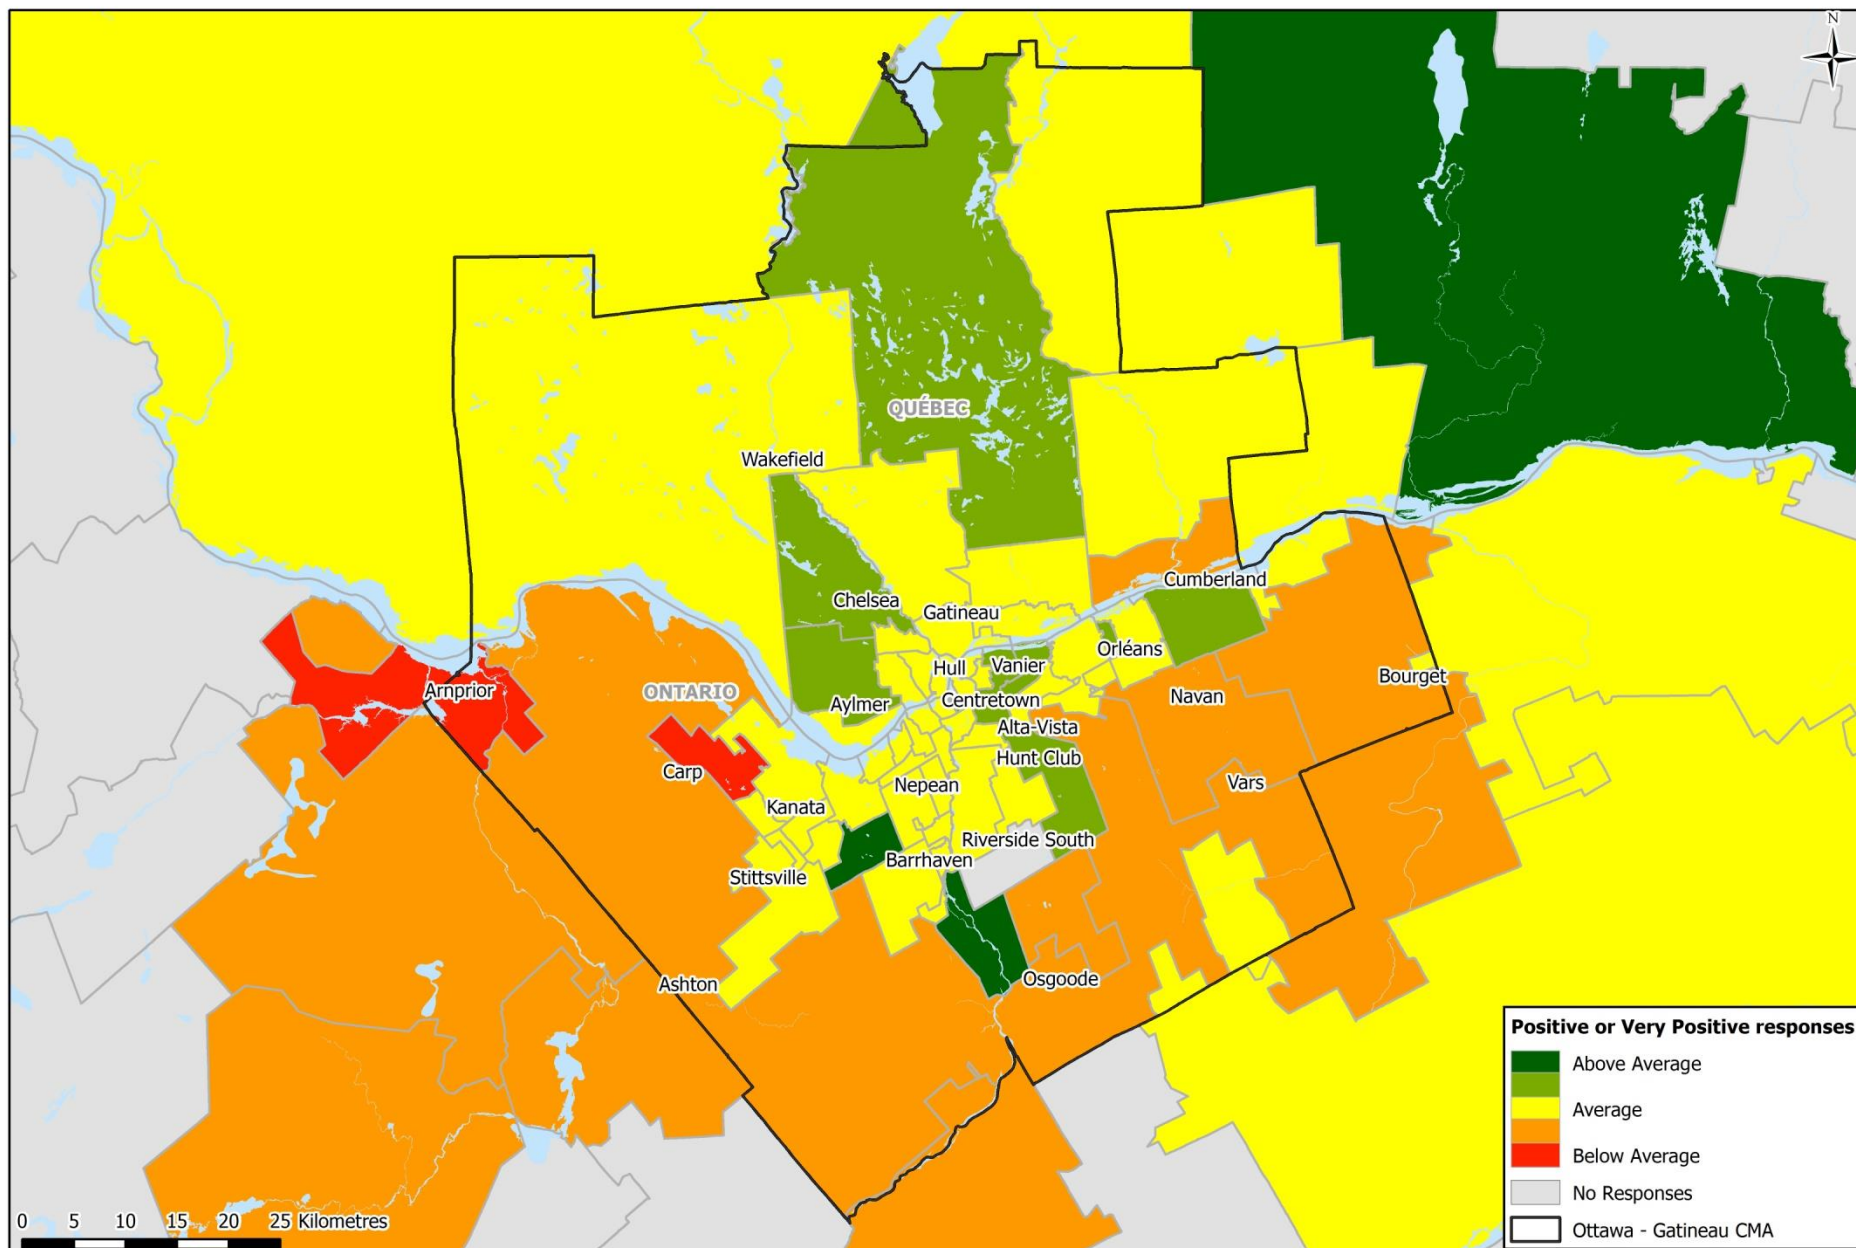 N
QUÉBEC
Wakefield
Cumberland
Chelsea
Gatineau
Orléans
Hull
Vanier
Bourget
Arnprior
ONTARIO
Navan
Aylmer
Centretown
Alta-Vista
Hunt Club
Carp
Nepean
Vars
Kanata
Riverside South
Barrhaven
Stittsville
Osgoode
Ashton
Positive or Very Positive responses
Above Average
Average
Below Average
No Responses
Ottawa - Gatineau CMA
0 5 10 15 20 25 Kilometres